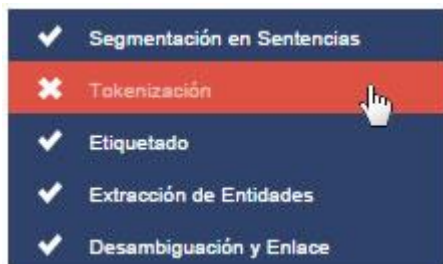 Segmentación en Sentencias
Tokenización
Etiquetado
Extracción de Entidades
Desambiguación y Enlace